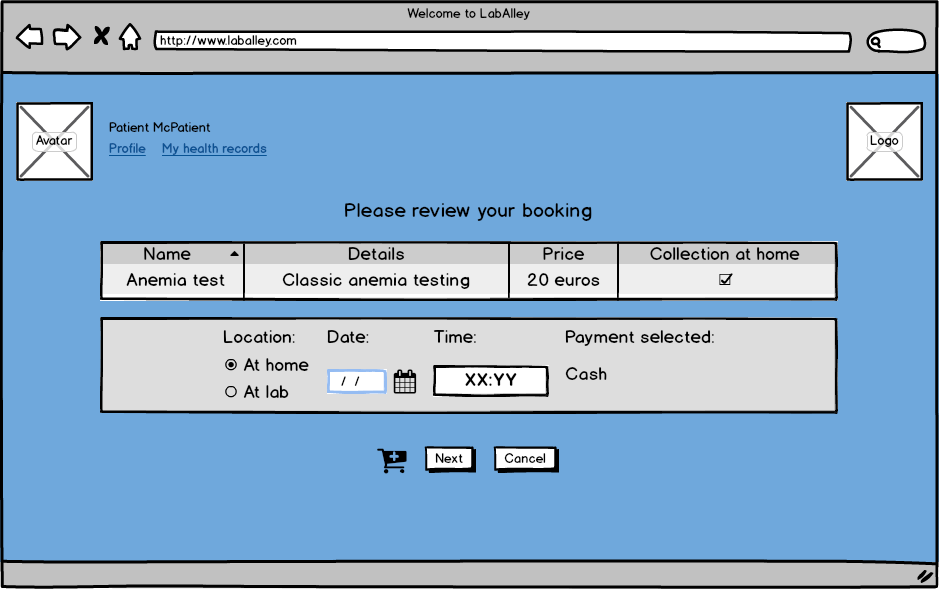 Welcome to LabAlley
http://www.laballey.com
Avatar
Patient McPatient
Profile My health records
Logo
Please review your booking
Name Details Price Collection at home
Anemia test Classic anemia testing 20 euros
Location: Date: Time: Payment selected:
At home
/ / XX:YY Cash
At lab
Next Cancel